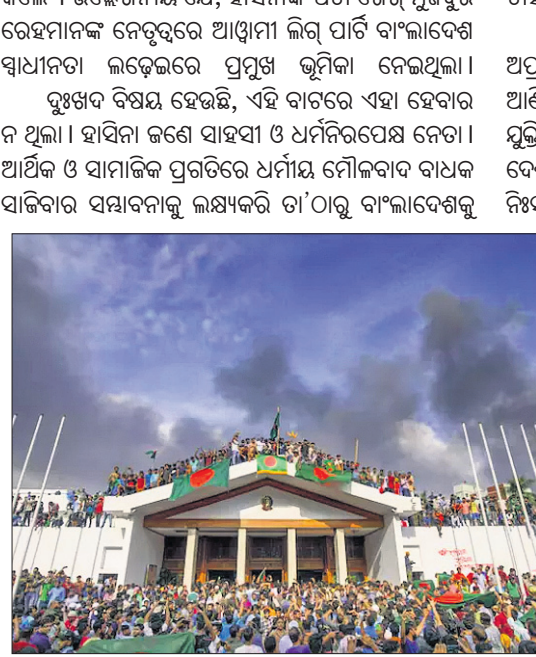 ରେହମାନଙ୍କ ନେତୃତ୍ୱରେ ଆୱାମୀ ଲିଗ୍ ପାର୍ଟି ବାଂଲାଦେଶ
ସ୍ୱାଧୀନତା ଲଢ଼େଇରେ ପ୍ରମୁଖ ଭୂମିକା ନେଇଥିଲା।
ଦୁଃଖଦ ବିଷୟ ହେଉଛି, ଏହି ବାଟରେ ଏହା ହେବାର
ନ ଥିଲା। ହାସିନା ଜଣେ ସାହସୀ ଓ ଧର୍ମନିରପେକ୍ଷ ନେତା।
ଆର୍ଥିକ ଓ ସାମାଜିକ ପ୍ରଗତିରେ ଧର୍ମୀୟ ମୌଳବାଦ ବାଧକ
ସାଜିବାର ସମ୍ଭାବନାକୁ ଲକ୍ଷ୍ୟକରି ତା'ଠାରୁ ବାଂଲାଦେଶକୁ